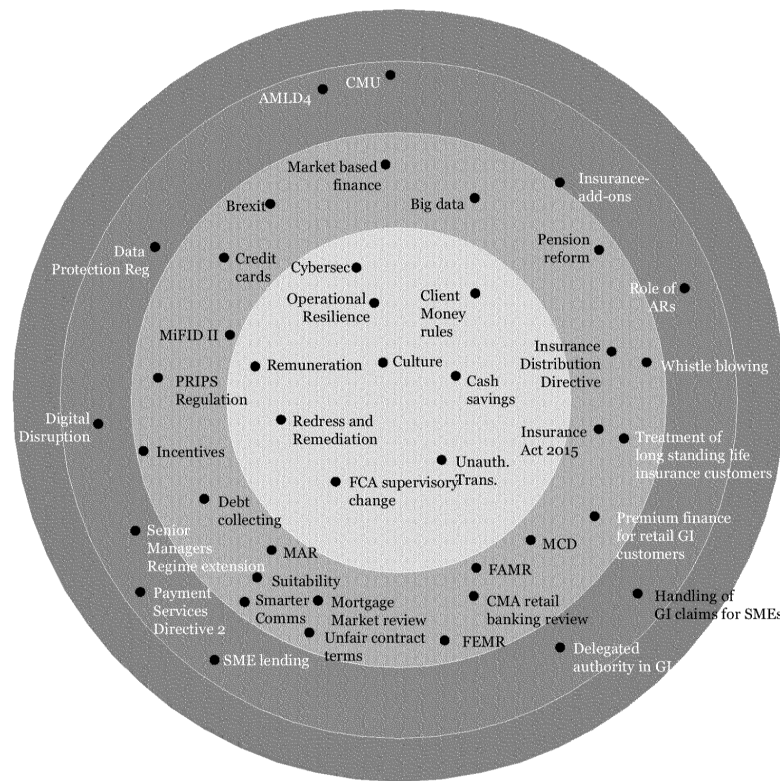 CMU
AMLD4
Market based
finance
Insurance-
add-ons
Brexit
Big data
Data
Protection Reg
Credit
cards
Pension
reform
Cybersec
Operational
Resilience
Client
Money
rules
Role of
ARs
MiFID II
Insurance
Distribution
Directive
Remuneration
Culture
Whistle blowing
PRIPS
Regulation
Cash
savings
Digital
Disruption
Redress and
Remediation
Insurance
Act 2015
Treatment of
long standing life
insurance customers
Incentives
Unauth.
Trans.
FCA supervisory
change
Debt
collecting
Premium finance
for retail GI
customers
Senior
Managers
Regime extension
MAR
MCD
FAMR
Suitability
Payment
Services
Directive 2
Smarter
Comms
Mortgage
Market review
CMA retail
banking review
Handling of
GI claims for SMEs
Unfair contract
terms
FEMR
Delegated
authority in GI
SME lending